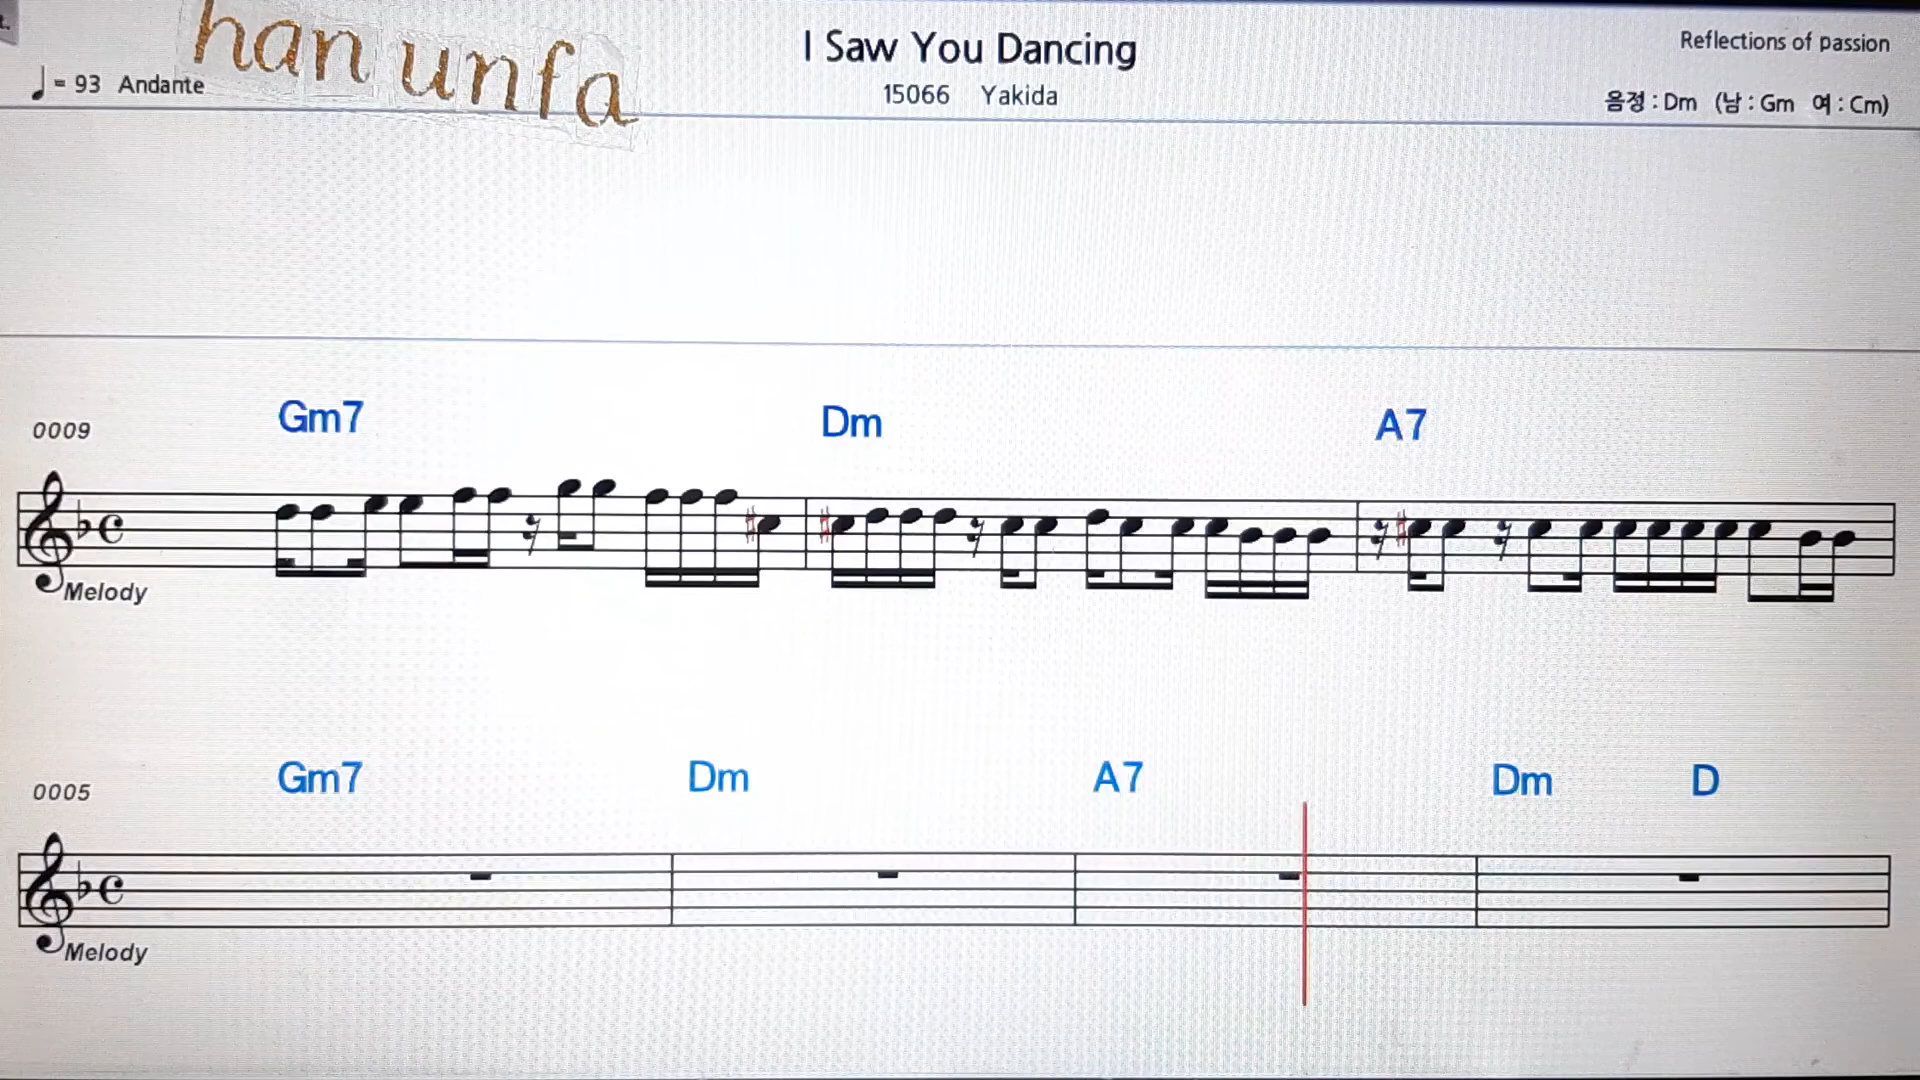 han unfa
I Saw You Dancing
Reflections of passion
= 93 Andante
15066 Yakida
음정 : Dm (남 : Gm 여 : Cm)
Gm7 Dm A7
0009
Melody
Gm7 Dm A7 Dm D
0005
Melody